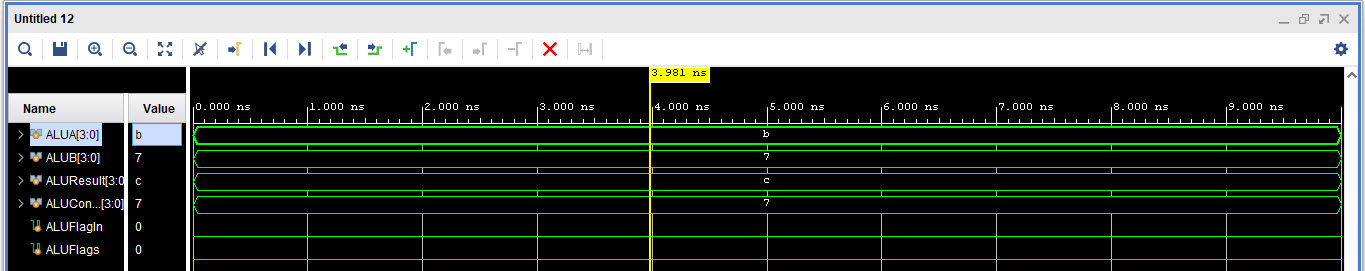 Untitled 12
3.981 ns
Name Value 0.000 ns 1.000 ns 2.000 ns 3.000 ns 4.000 ns 5.000 ns 6.000 ns 7.000 ns 8.000 ns 9.000 ns
ALUA[3:0] b b
ALUB[3:0] 7 7
ALUResult[3:0 c c
ALUCon...[3:0] 7 7
ALUFlagIn 0
ALUFlags 0